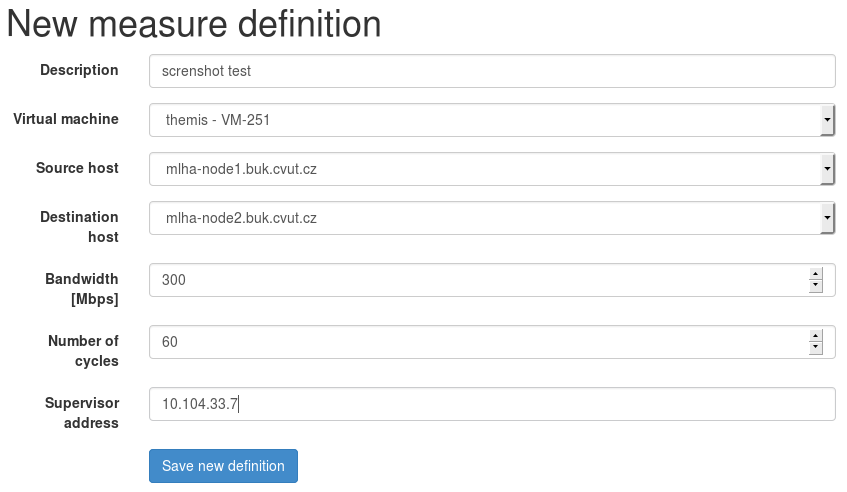 New measure definition
Description
screnshot test
Virtual machine
themis - VM-251
Source host
mlha-node1.buk.cvut.cz
Destination
host
mlha-node2.buk.cvut.cz
Bandwidth
[Mbps]
300
Number of
cycles
60
Supervisor
address
10.104.33.7
Save new definition